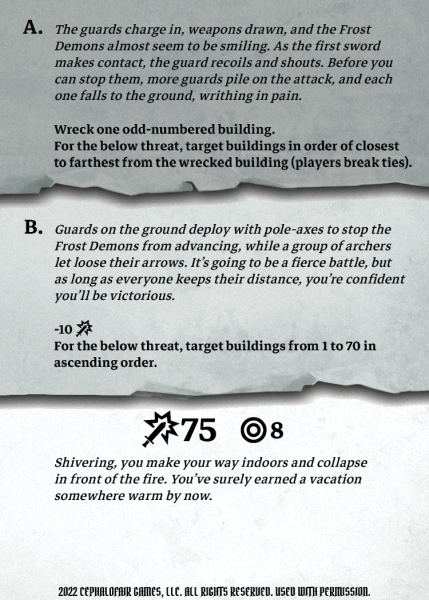 A. The guards charge in, weapons drawn, and the Frost
Demons almost seem to be smiling. As the first sword
makes contact, the guard recoils and shouts. Before you
can stop them, more guards pile on the attack, and each
one falls to the ground, writhing in pain.
Wreck one odd-numbered building.
For the below threat, target buildings in order of closest
to farthest from the wrecked building (players break ties).
B. Guards on the ground deploy with pole-axes to stop the
Frost Demons from advancing, while a group of archers
let loose their arrows. It's going to be a fierce battle, but
as long as everyone keeps their distance, you're confident
you'll be victorious.
-10
For the below threat, target buildings from 1 to 70 in
ascending order.
75 8
Shivering, you make your way indoors and collapse
in front of the fire. You've surely earned a vacation
somewhere warm by now.
2022 CEPHALOFAIR GAMES, LLC. ALL RIGHTS RESERVED. USED WITH PERMISSION.